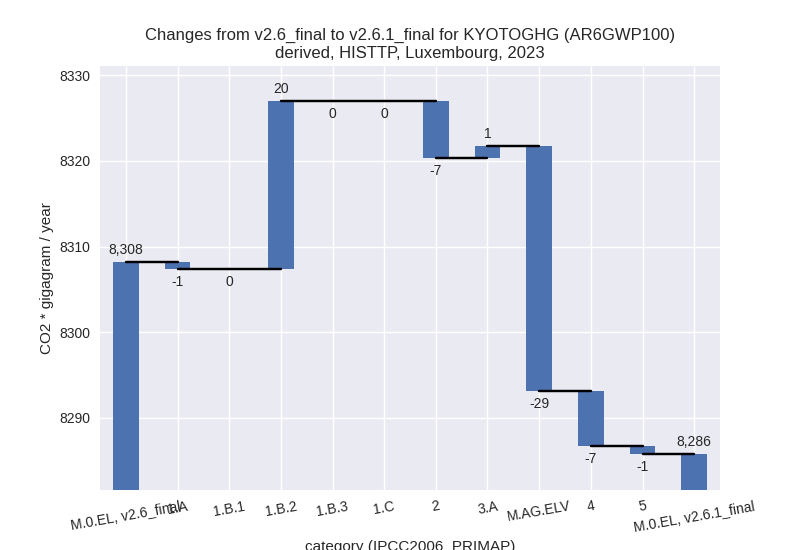 Changes from v2.6_final to v2.6.1_final for KYOTOGHG (AR6GWP100)
derived, HISTTP, Luxembourg, 2023
CO2 * gigagram / year
8330
8320
8310
8300
8290
8,308
-1
0
20
0
0
-7
1
-29
-7
-1
8,286
M.0.EL, v2.6_final
1.A
1.B.1
1.B.2
1.B.3
1.C
2
3.A
M.AG.ELV
4
5
M.0.EL, v2.6.1_final
category (IPCC2006_PRIMAP)